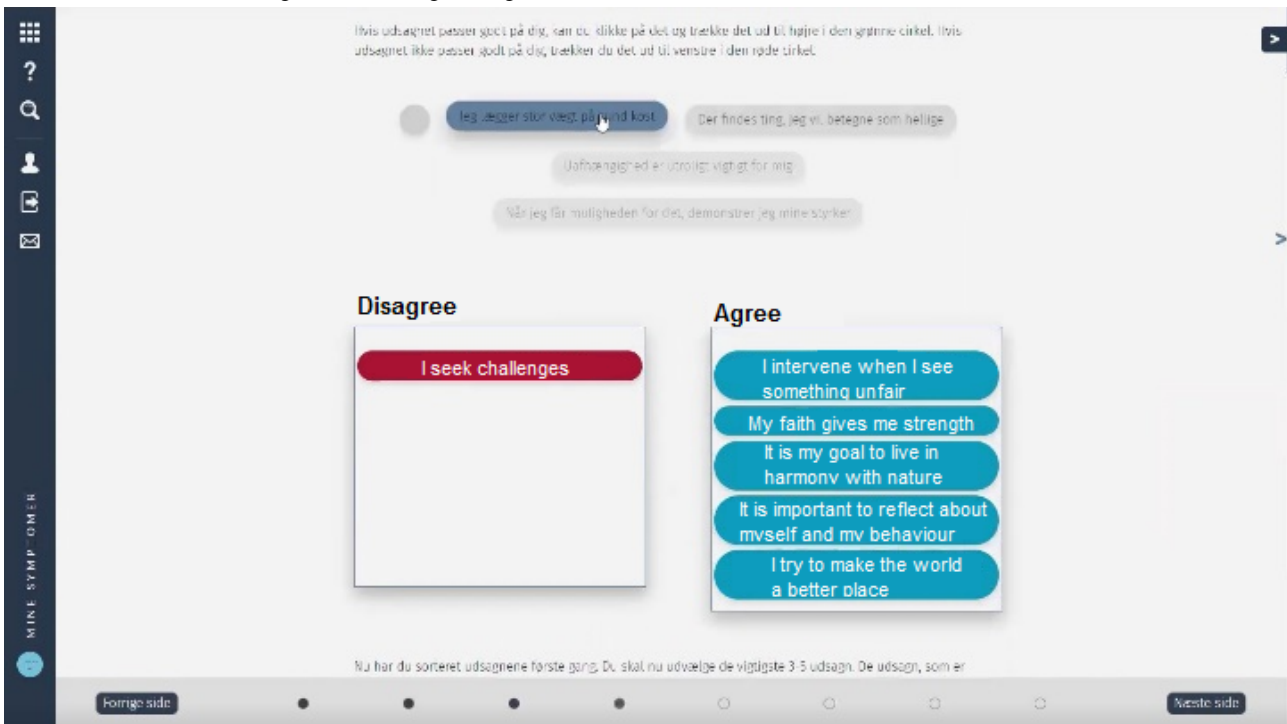 Hvis udsagnet passer godt på dig, kan du klikke på det og trække det ud til højre i den grønne cirkel. Hvis
udsagnet ikke passer godt på dig, trækker du det ud til venstre i den røde cirkel.
Jeg lægger stor vægt på sund kost
Der findes ting, jeg vil betegne som hellige
Uafhængighed er utroligt vigtigt for mig
Når jeg får muligheden for det, demonstrer jeg mine styrker
Disagree
Agree
I seek challenges
I intervene when I see
something unfair
My faith gives me strength
It is my goal to live in
harmony with nature
It is important to reflect about
myself and my behaviour
I try to make the world
a better place
Nu har du sorteret udsagnene første gang. Du skal nu udvælge de vigtigste 3-5 udsagn. De udsagn, som er
MINE SYMPTOMER
Forrige side
Næste side